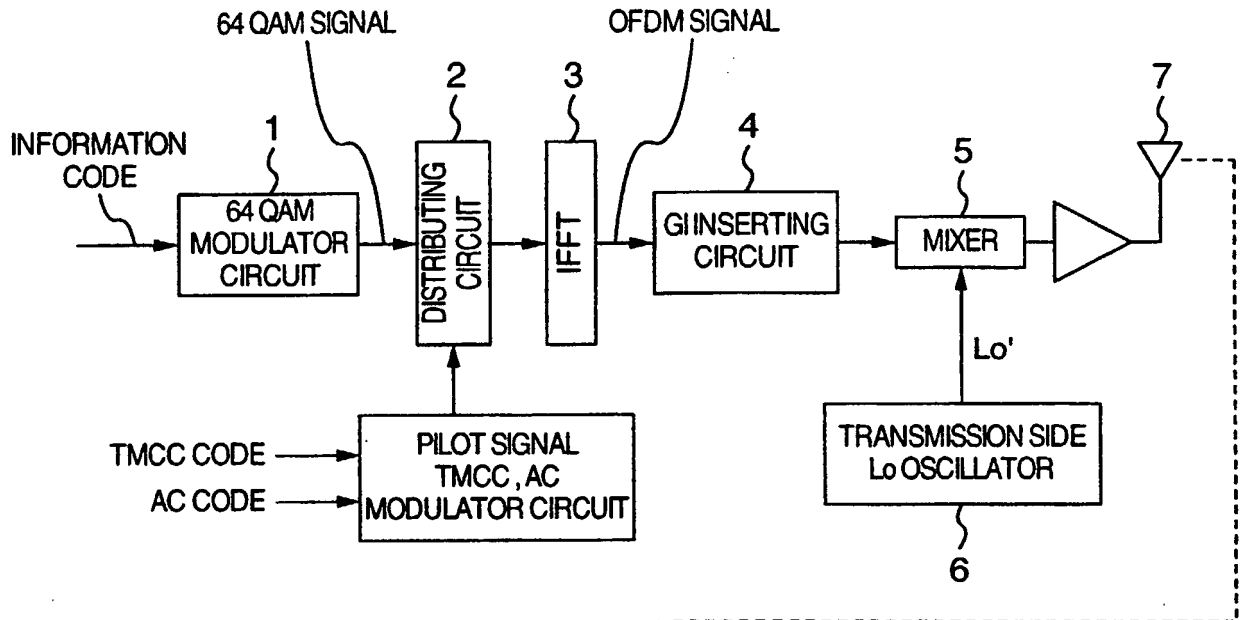 64 QAM SIGNAL
OFDM SIGNAL
2
3
7
INFORMATION
CODE
1
4
5
64 QAM
MODULATOR
CIRCUIT
DISTRIBUTING
CIRCUIT
IFFT
GI INSERTING
CIRCUIT
MIXER
Lo'
TMCC CODE
AC CODE
PILOT SIGNAL
TMCC , AC
MODULATOR CIRCUIT
TRANSMISSION SIDE
Lo OSCILLATOR
6